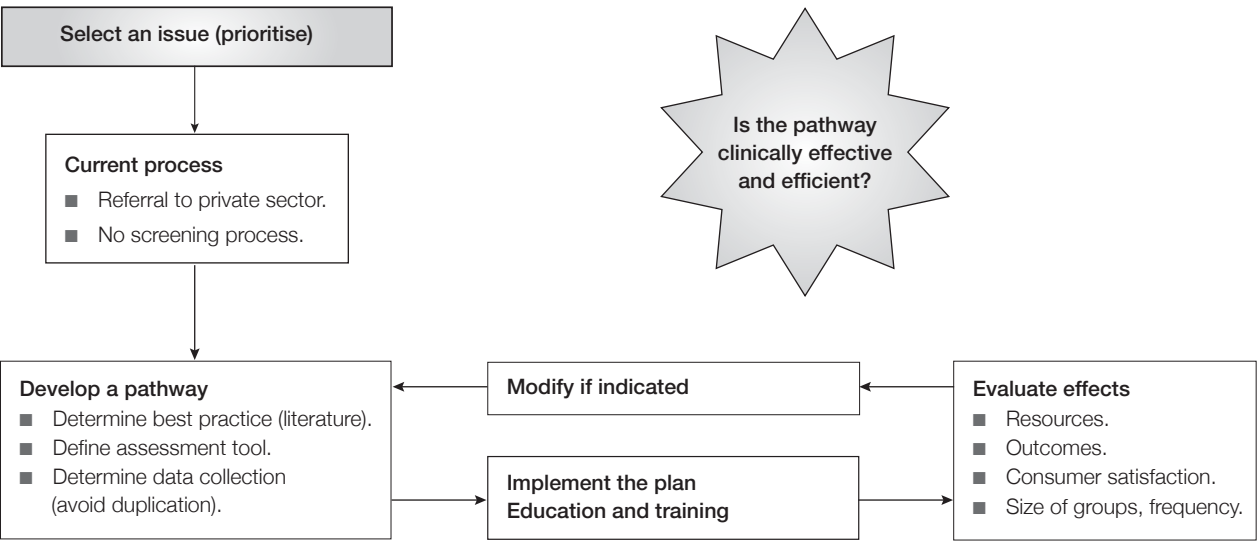 Select an issue (prioritise)
Is the pathway
clinically effective
and efficient?
Current process
■ Referral to private sector.
■ No screening process.
Develop a pathway
■ Determine best practice (literature).
■ Define assessment tool.
■ Determine data collection
(avoid duplication).
Modify if indicated
Implement the plan
Education and training
Evaluate effects
■ Resources.
■ Outcomes.
■ Consumer satisfaction.
■ Size of groups, frequency.